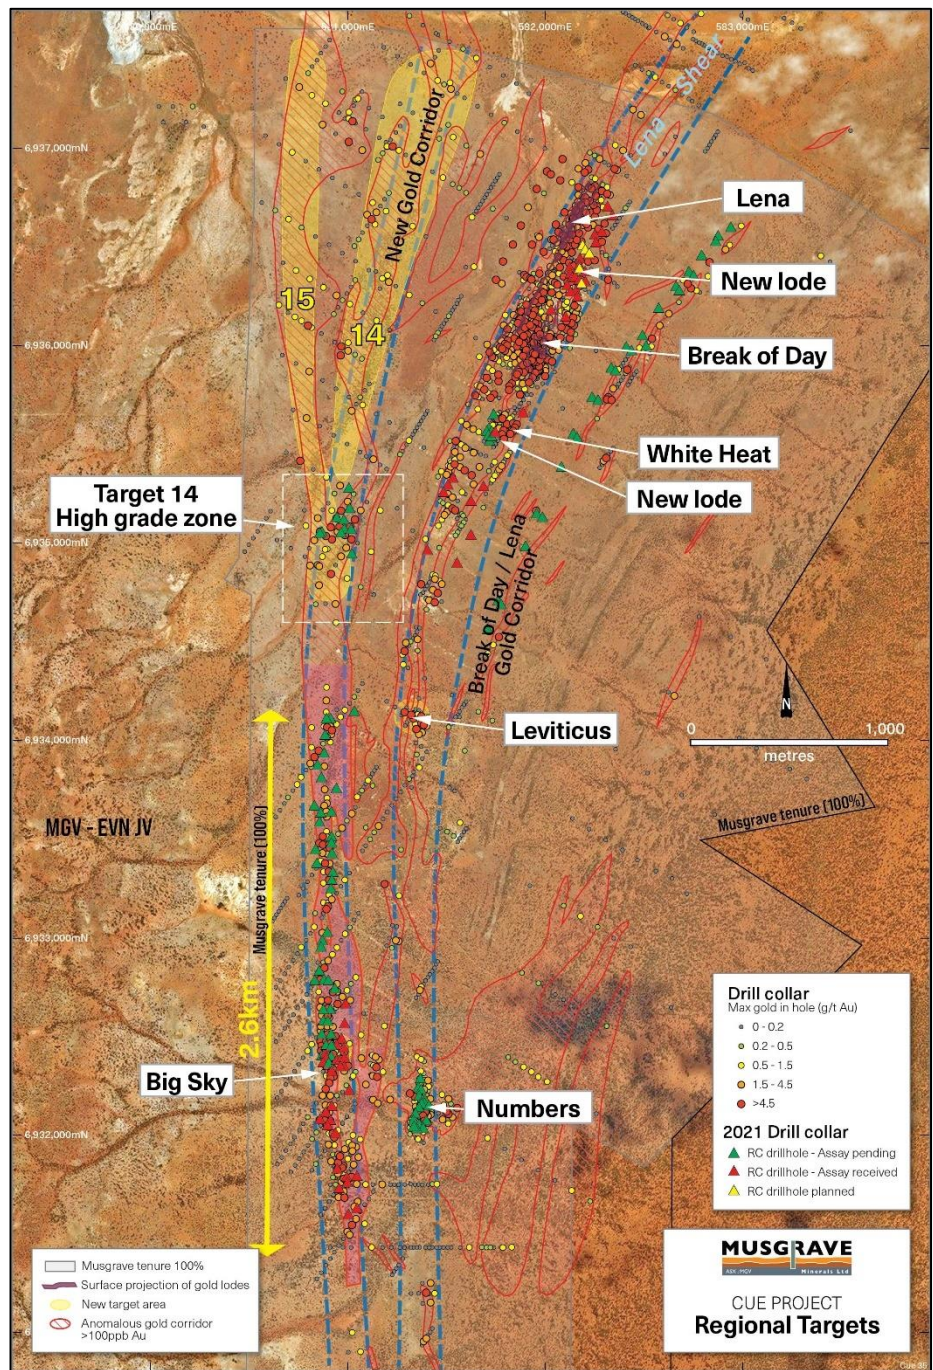 582,000mE
583,000mE
Lena Shear
6,937,000mN
New Gold Corridor
Lena
New lode
15
14
6,936,000mN
Break of Day
White Heat
New lode
Target 14
High grade zone
6,935,000mN
Break of Day / Lena
Gold Corridor
Leviticus
N
0
1,000
metres
6,934,000mN
MGV - EVN JV
Musgrave tenure (100%)
Musgrave tenure (100%)
6,933,000mN
2.6km
Big Sky
Numbers
6,932,000mN
Drill collar
Max gold in hole (g/t Au)
0 - 0.2
0.2 - 0.5
0.5 - 1.5
1.5 - 4.5
>4.5
2021 Drill collar
RC drillhole - Assay pending
RC drillhole - Assay received
RC drillhole planned
Musgrave tenure 100%
Surface projection of gold lodes
New target area
Anomalous gold corridor
>100ppb Au
MUSGRAVE
ASX : MGV
Minerals Ltd
CUE PROJECT
Regional Targets